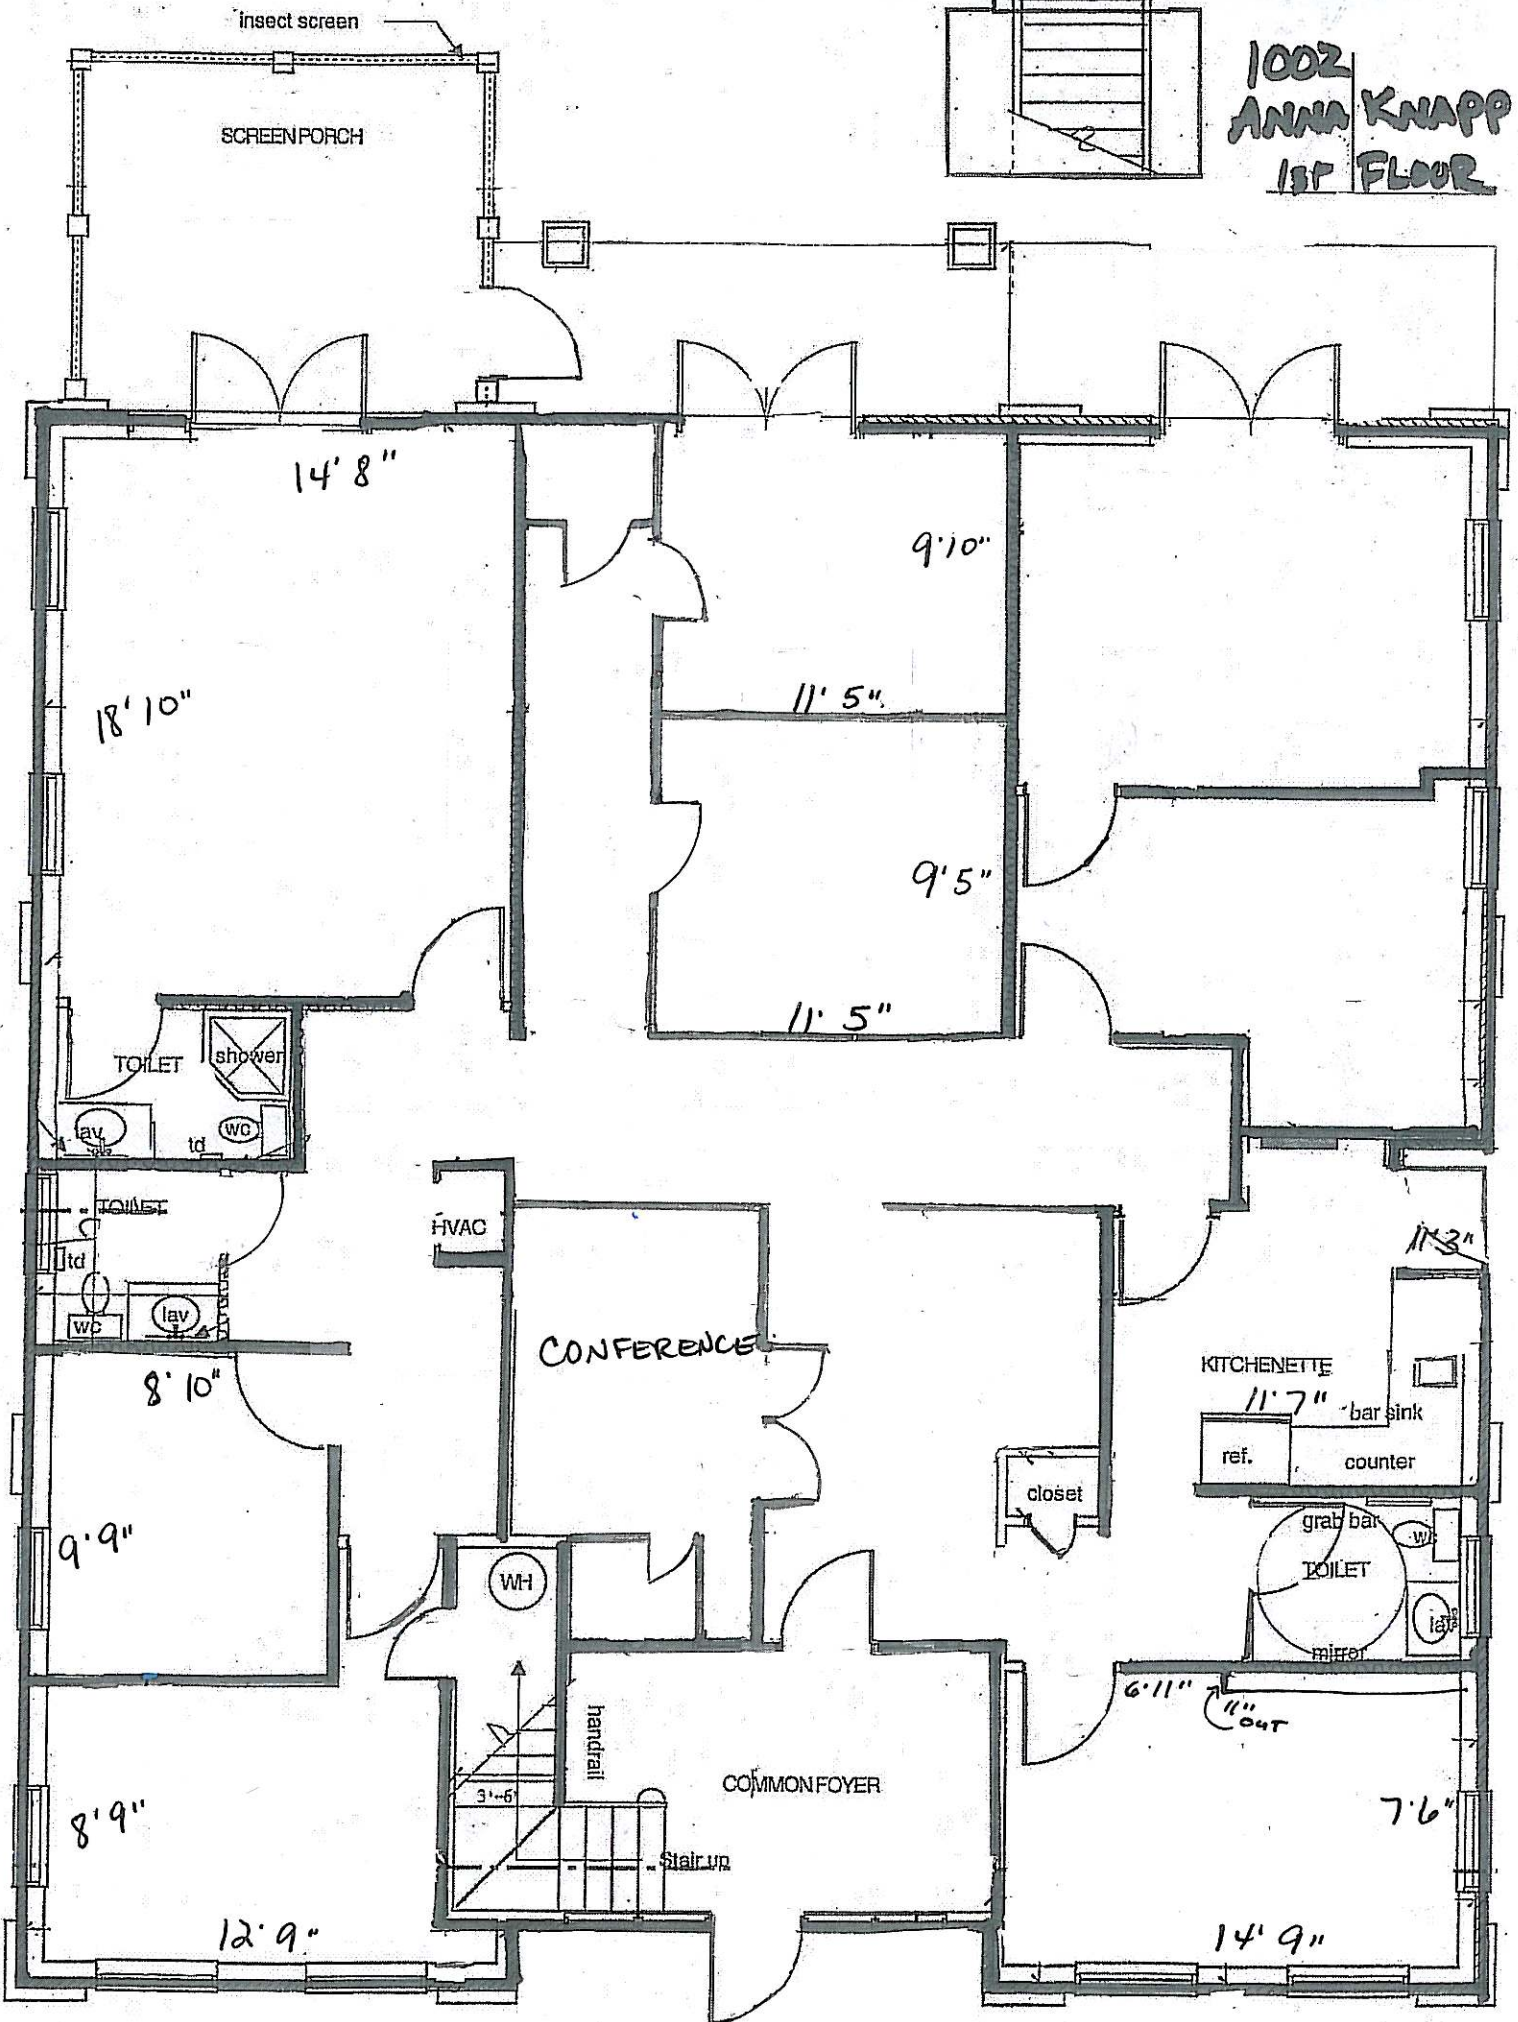 insect screen
1002
ANNA KNAPP
1st FLOOR
SCREEN PORCH
8
14' 8"
9'10"
18' 10"
11' 5"
9'5"
11' 5"
TOILET
shower
lav
td
wc
TOILET
HVAC
td
11'3"
lav
wc
CONFERENCE
KITCHENETTE
8' 10"
11' 7"
bar sink
ref.
counter
closet
grab bar
wc
9'9"
TOILET
WH
lav
mirror
6'11"
11"
OUT
handrail
COMMON FOYER
3'-6"
7'6"
8'9"
Stair up
12' 9"
14' 9"